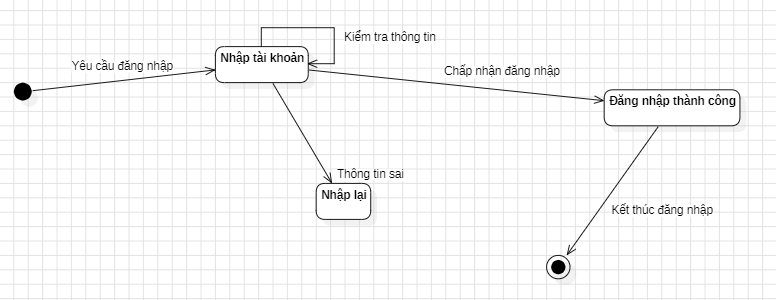 Kiểm tra thông tin
Nhập tài khoản
Yêu cầu đăng nhập
Chấp nhận đăng nhập
Đăng nhập thành công
Thông tin sai
Nhập lại
Kết thúc đăng nhập